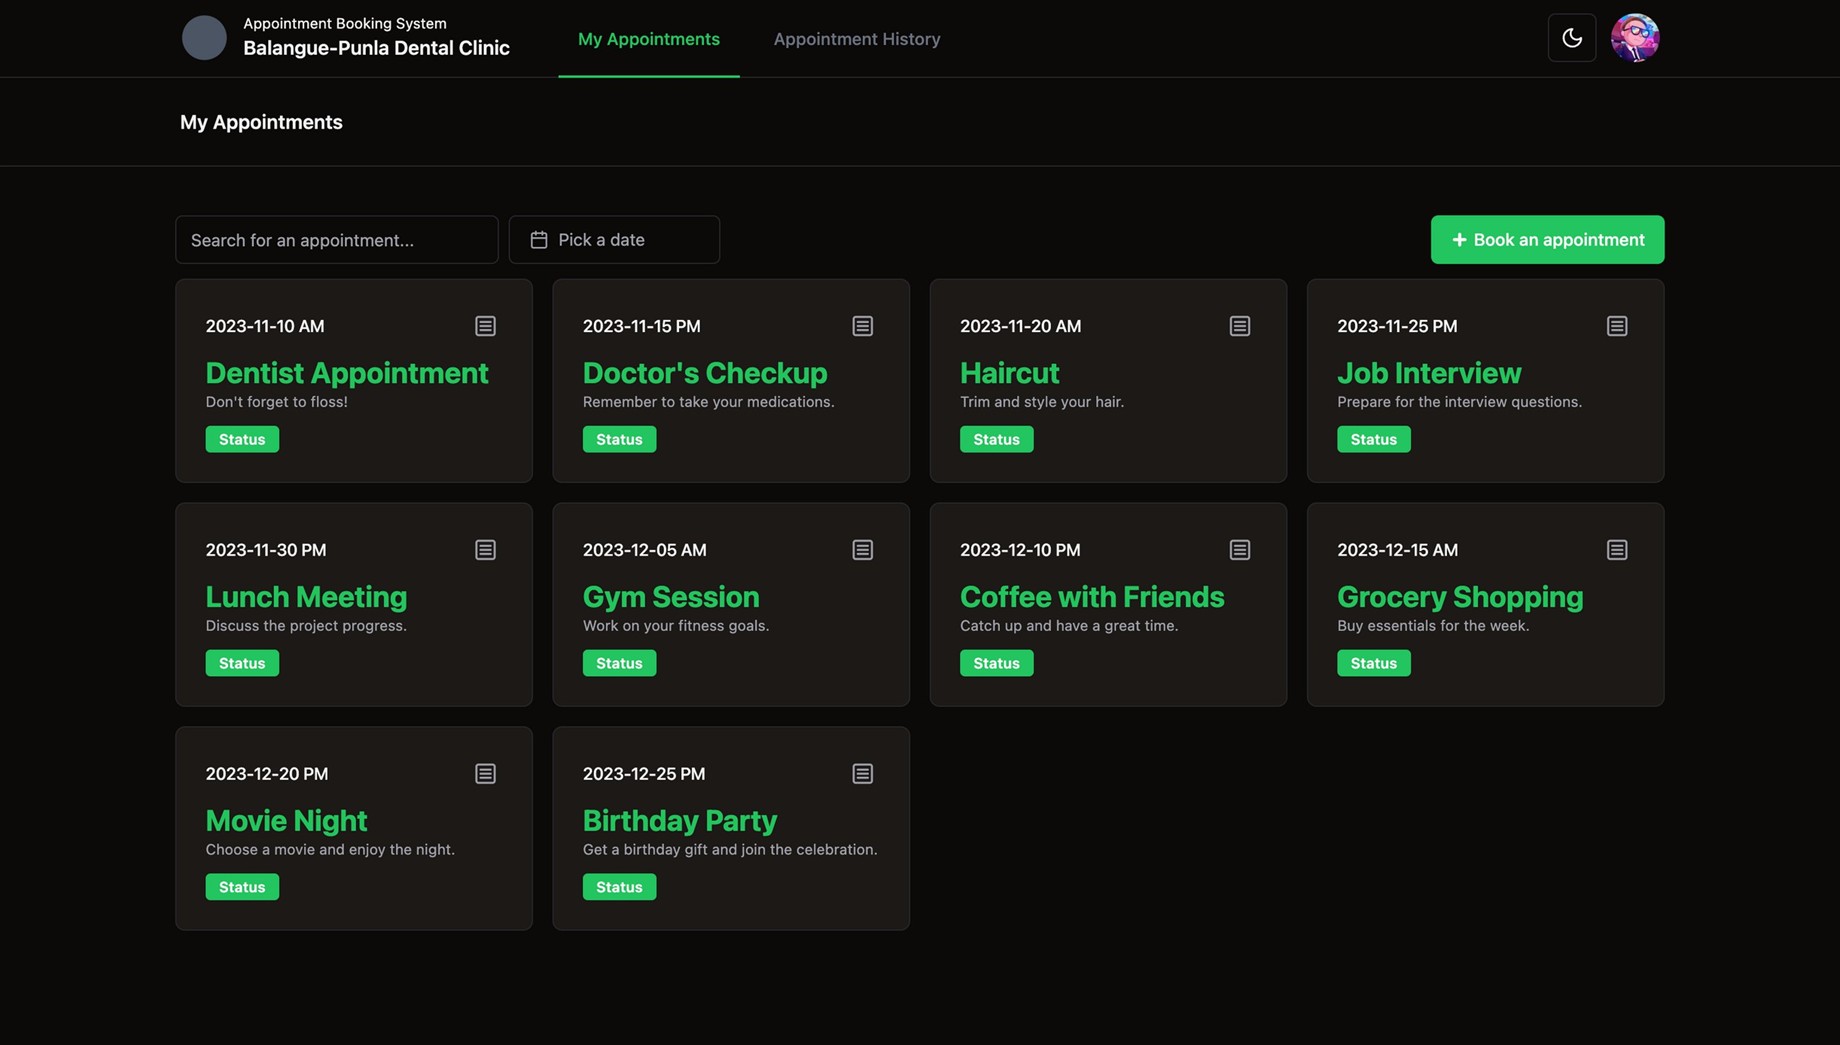 Appointment Booking System
Balangue-Punla Dental Clinic
My Appointments
Appointment History
My Appointments
Search for an appointment...
Pick a date
+ Book an appointment
2023-11-10 AM
Dentist Appointment
Don't forget to floss!
Status
2023-11-15 PM
Doctor's Checkup
Remember to take your medications.
Status
2023-11-20 AM
Haircut
Trim and style your hair.
Status
2023-11-25 PM
Job Interview
Prepare for the interview questions.
Status
2023-11-30 PM
Lunch Meeting
Discuss the project progress.
Status
2023-12-05 AM
Gym Session
Work on your fitness goals.
Status
2023-12-10 PM
Coffee with Friends
Catch up and have a great time.
Status
2023-12-15 AM
Grocery Shopping
Buy essentials for the week.
Status
2023-12-20 PM
Movie Night
Choose a movie and enjoy the night.
Status
2023-12-25 PM
Birthday Party
Get a birthday gift and join the celebration.
Status